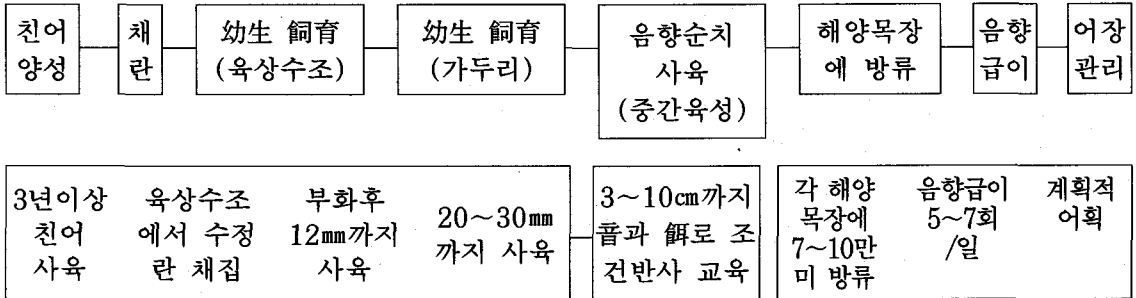 친어
양성
채
란
幼生 飼育
(육상수조)
幼生 飼育
(가두리)
음향순치
사육
(중간육성)
해양목장
에 방류
음향
급이
어장
관리
3년이상
친어
사육
육상수조
에서 수정
란 채집
부화후
12㎜까지
사육
20~30㎜
까지 사육
3~10㎝까지
音과 餌로 조
건반사 교육
각 해양
목장에
7~10만
미 방류
음향급이
5~7회
/일
계획적
어획